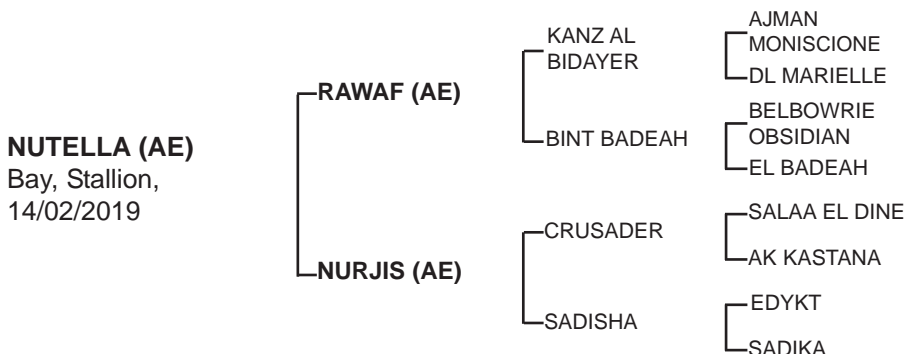 NUTELLA (AE)
Bay, Stallion,
14/02/2019
RAWAF (AE)
NURJIS (AE)
KANZ AL
BIDAYER
BINT BADEAH
CRUSADER
SADISHA
AJMAN
MONISCIONE
DL MARIELLE
BELBOWRIE
OBSIDIAN
EL BADEAH
SALAA EL DINE
AK KASTANA
EDYKT
SADIKA